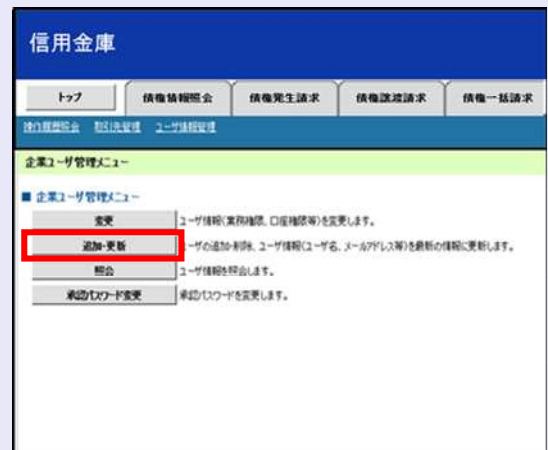 信用金庫
トップ 債権情報照会 債権発生請求 債権譲渡請求 債権一括請求
操作履歴照会 取引先管理 ユーザ情報管理
企業ユーザ管理メニュー
■ 企業ユーザ管理メニュー
変更 ユーザ情報(業務権限、口座権限等)を変更します。
追加・更新 ユーザの追加・削除、ユーザ情報(ユーザ名、メールアドレス等)を最新の情報に更新します。
照会 ユーザ情報を照会します。
承認パスワード変更 承認パスワードを変更します。